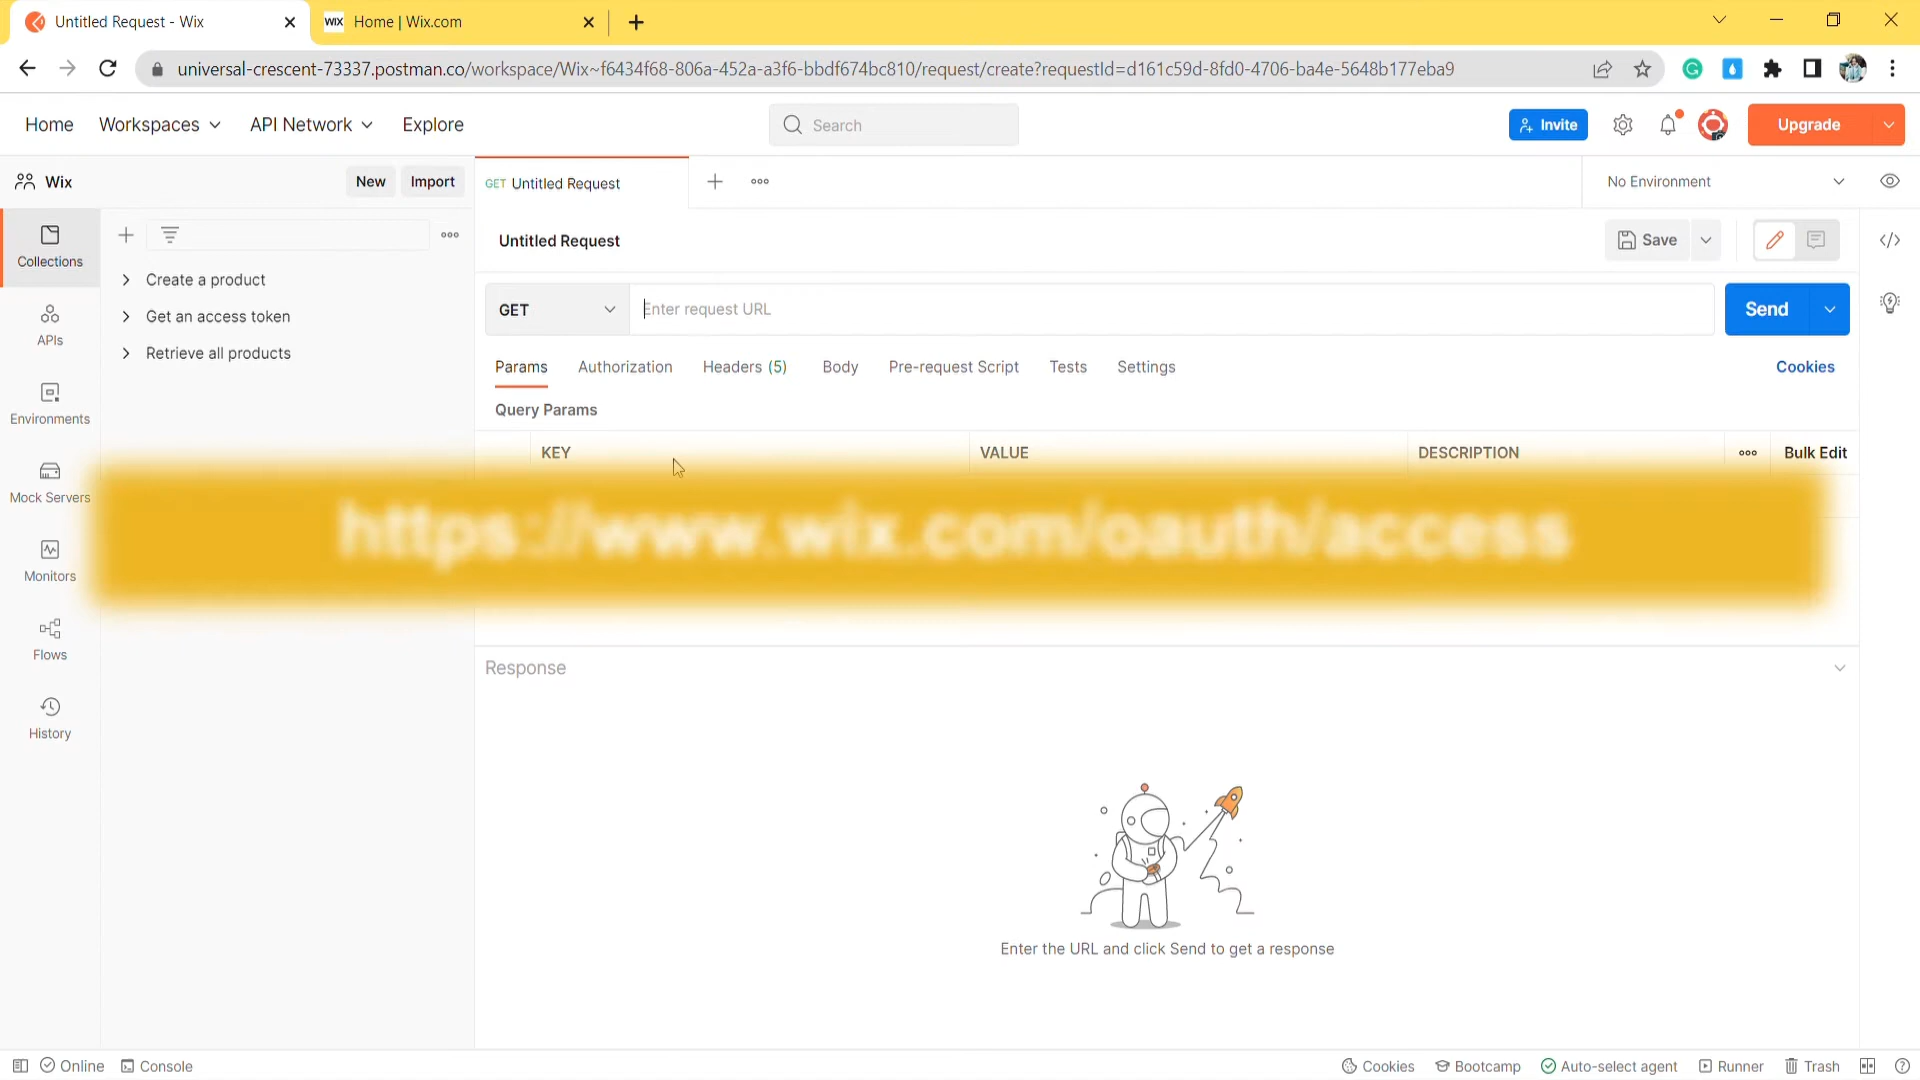 Untitled Request - Wix
WIX Home | Wix.com
universal-crescent-73337.postman.co/workspace/Wix~f6434f68-806a-452a-a3f6-bbdf674bc810/request/create?requestId=d161c59d-8fd0-4706-ba4e-5648b177eba9
Home Workspaces API Network Explore
Search
Invite
Upgrade
Wix
New Import
GET Untitled Request
No Environment
Collections
APIs
Environments
Mock Servers
Monitors
Flows
History
Create a product
Get an access token
Retrieve all products
Untitled Request
Save
GET
Enter request URL
Send
Params Authorization Headers (5) Body Pre-request Script Tests Settings
Cookies
Query Params
KEY VALUE DESCRIPTION
Bulk Edit
https://www.wix.com/oauth/access
Response
Enter the URL and click Send to get a response
Online Console
Cookies Bootcamp Auto-select agent Runner Trash